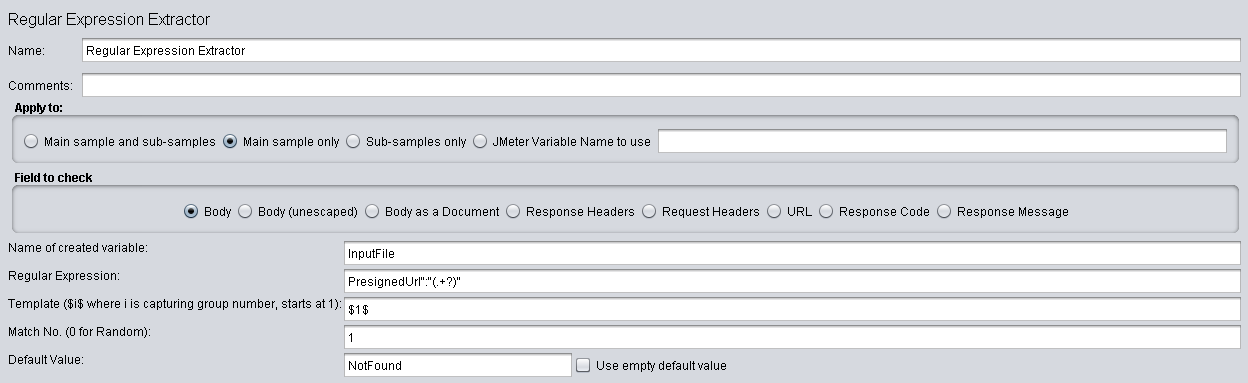 Regular Expression Extractor
Name: Regular Expression Extractor
Comments:
Apply to:
Main sample and sub-samples Main sample only Sub-samples only JMeter Variable Name to use
Field to check
Body Body (unescaped) Body as a Document Response Headers Request Headers URL Response Code Response Message
Name of created variable: InputFile
Regular Expression: PresignedUrl":"(.+?)"
Template ($i$ where i is capturing group number, starts at 1): $1$
Match No. (0 for Random): 1
Default Value: NotFound Use empty default value